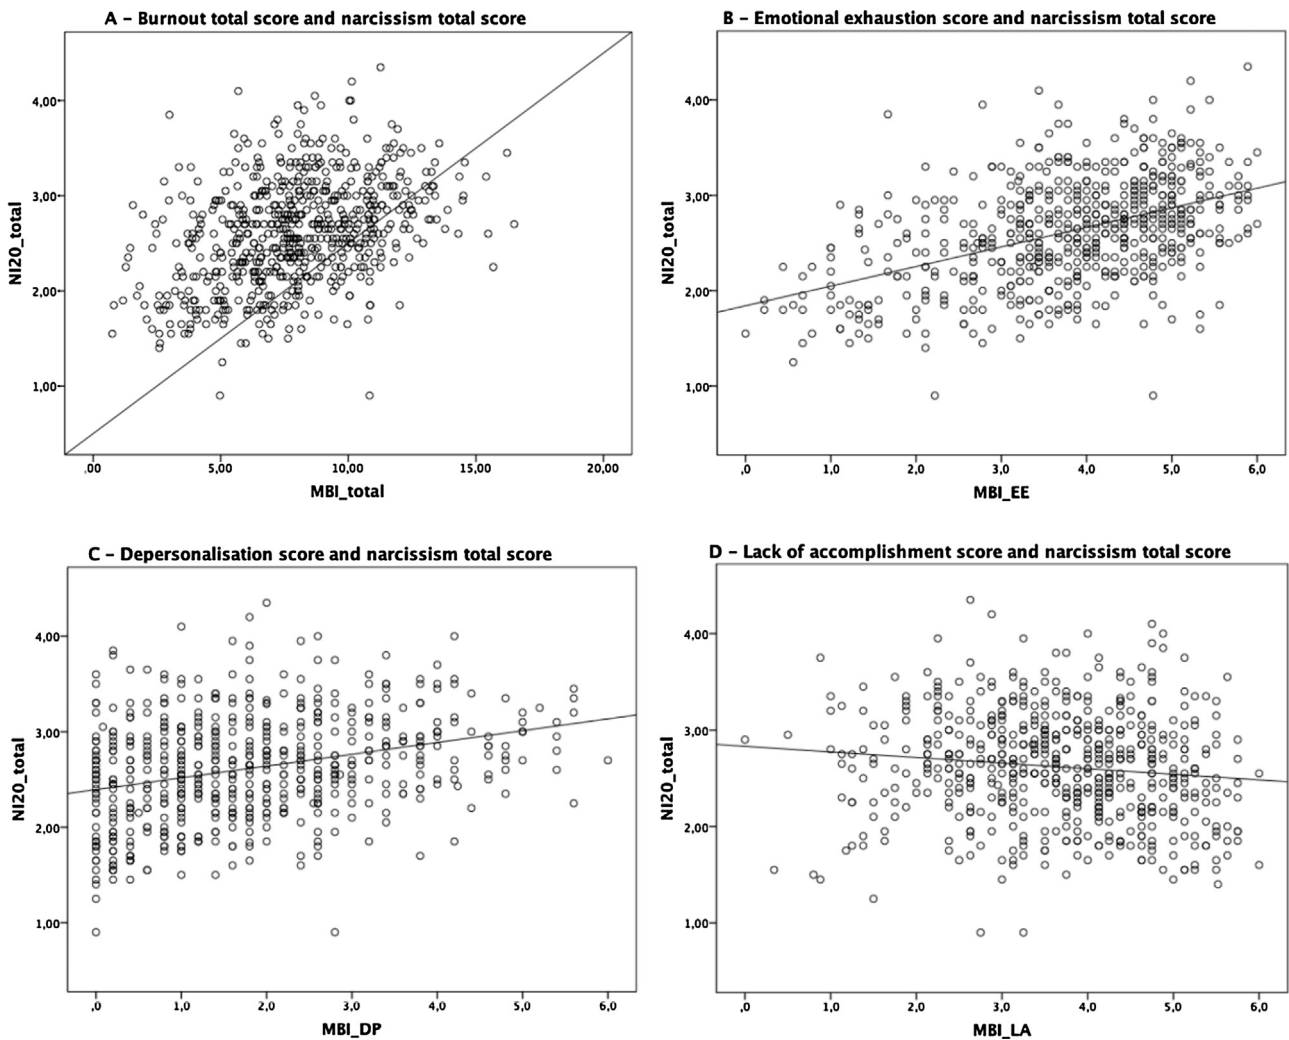 A – Burnout total score and narcissism total score
4,00
3,00
2,00
1,00
NI20_total
,00 5,00 10,00 15,00 20,00
MBI_total
B – Emotional exhaustion score and narcissism total score
4,00
3,00
2,00
1,00
NI20_total
,0 1,0 2,0 3,0 4,0 5,0 6,0
MBI_EE
C – Depersonalisation score and narcissism total score
4,00
3,00
2,00
1,00
NI20_total
,0 1,0 2,0 3,0 4,0 5,0 6,0
MBI_DP
D – Lack of accomplishment score and narcissism total score
4,00
3,00
2,00
1,00
NI20_total
,0 1,0 2,0 3,0 4,0 5,0 6,0
MBI_LA